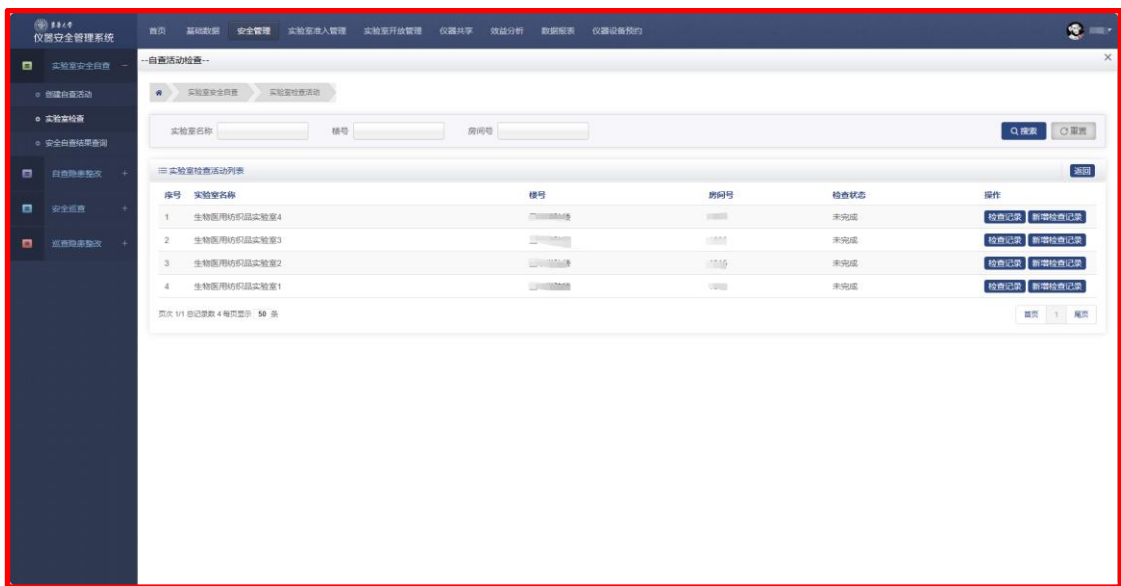 仪器安全管理系统
首页 基础数据 安全管理 实验室准入管理 实验室开放管理 仪器共享 效益分析 数据报表 仪器设备预约
实验室安全自查 −
创建自查活动
实验室检查
安全自查结果查询
自查隐患整改 +
安全巡查 +
巡查隐患整改 +
--自查活动检查-- ×
实验室安全自查 实验室检查活动
实验室名称 楼号 房间号 搜索 重置
实验室检查活动列表 返回
序号 实验室名称 楼号 房间号 检查状态 操作
1 生物医用纺织品实验室4 未完成 检查记录 新增检查记录
2 生物医用纺织品实验室3 未完成 检查记录 新增检查记录
3 生物医用纺织品实验室2 未完成 检查记录 新增检查记录
4 生物医用纺织品实验室1 未完成 检查记录 新增检查记录
页次 1/1 总记录数 4 每页显示 50 条 首页 1 尾页